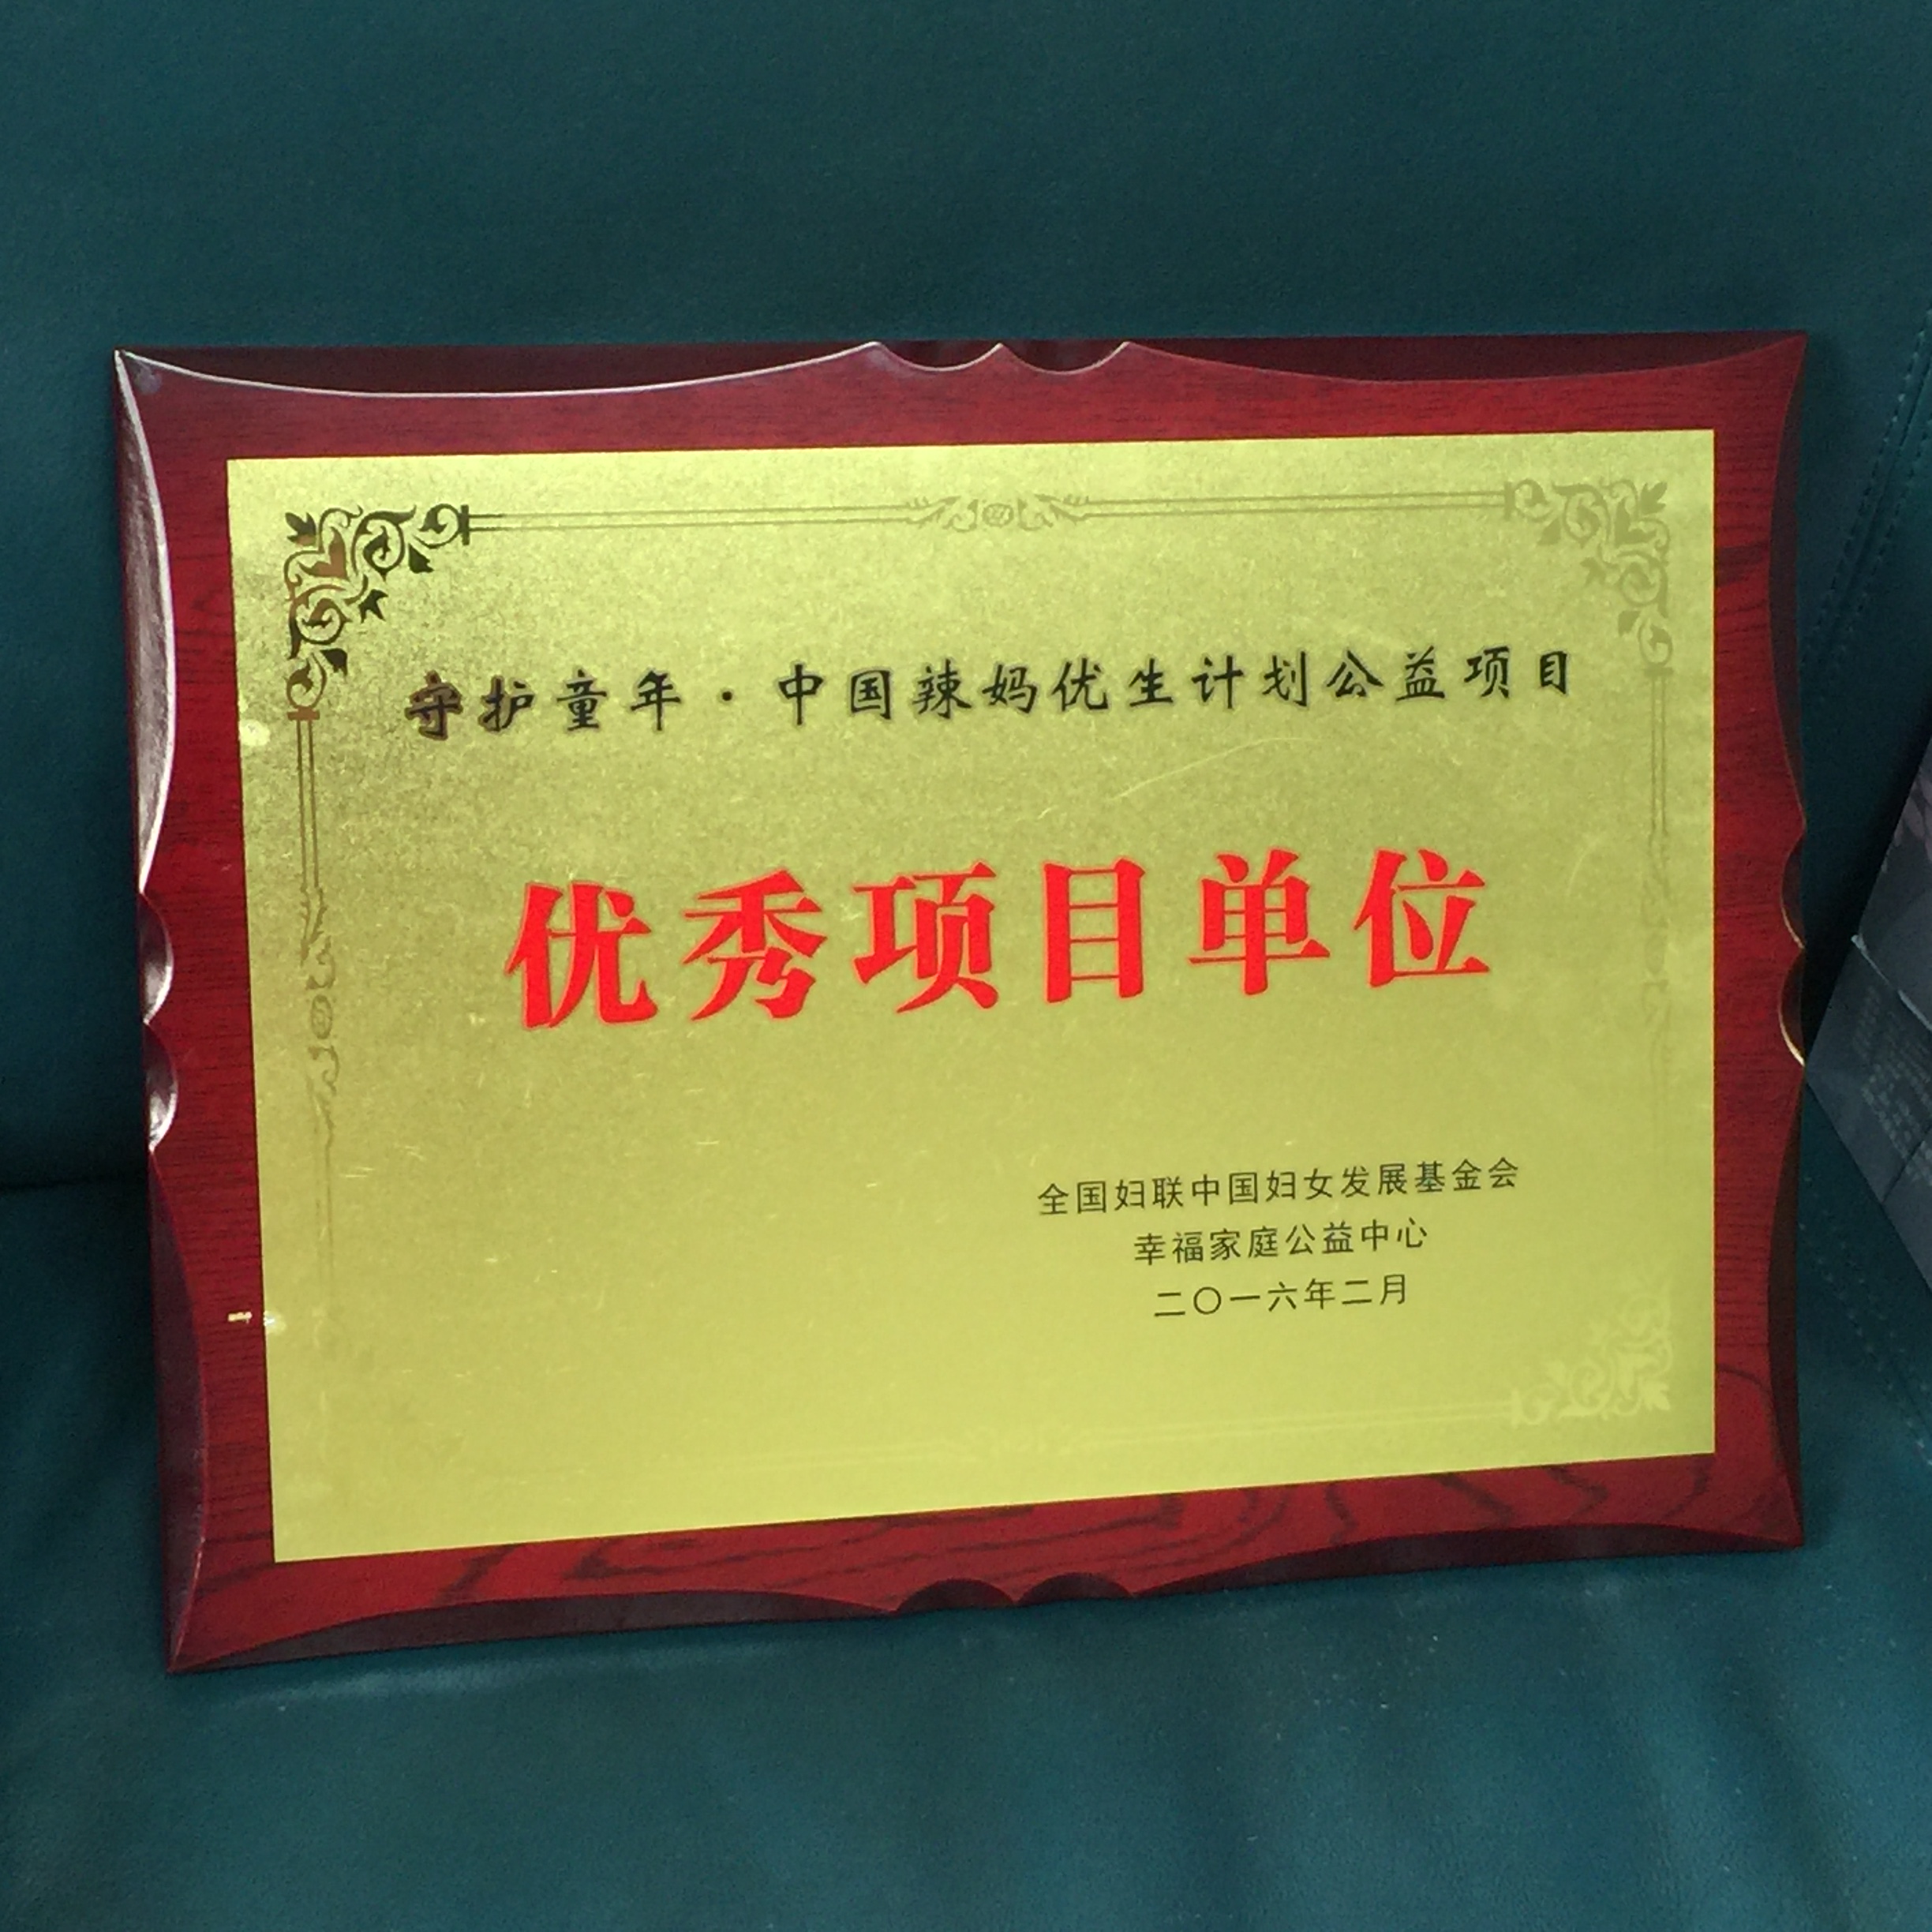 守护童年·中国辣妈优生计划公益项目
优秀项目单位
全国妇联中国妇女发展基金会
幸福家庭公益中心
二〇一六年二月